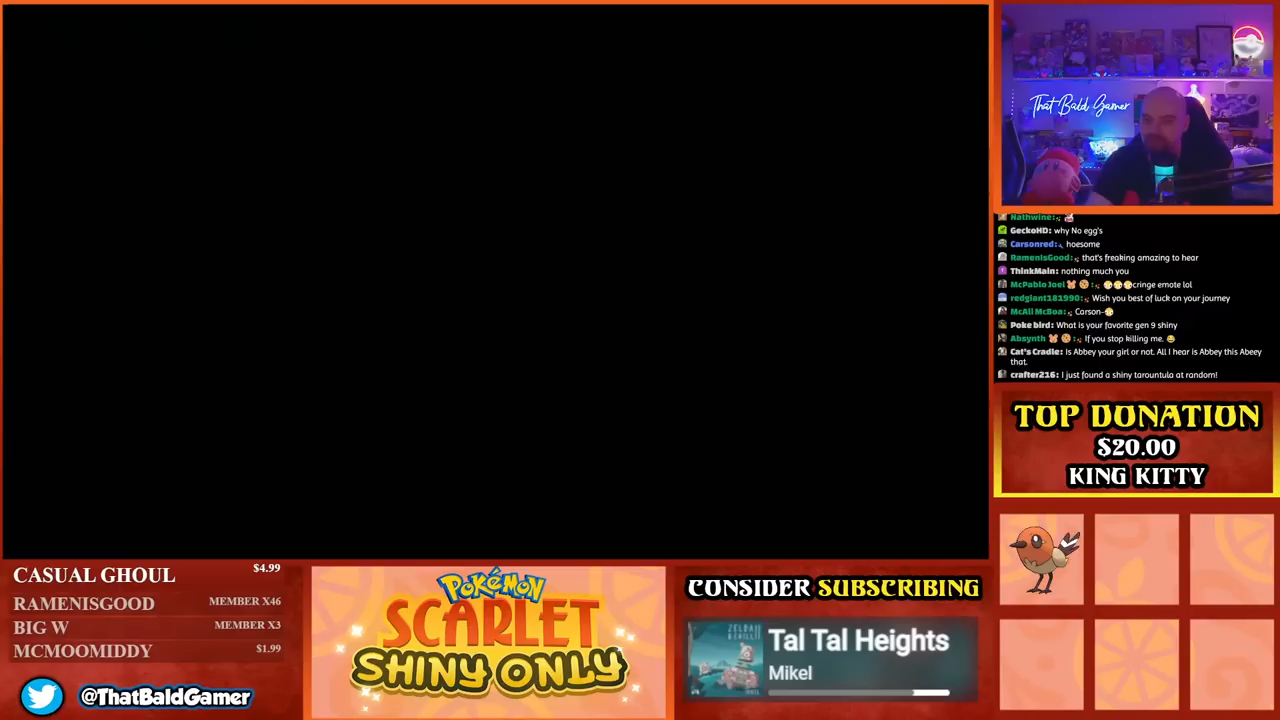 That Bald Gamer
Nathwine:
GeckoHD: why No egg's
Carsonred: hoesome
RamenIsGood: that's freaking amazing to hear
ThinkMain: nothing much you
McPablo Joel: cringe emote lol
redgiant181990: Wish you best of luck on your journey
McAli McBoa: Carson-
Poke bird: What is your favorite gen 9 shiny
Absynth: If you stop killing me.
Cat's Cradle: Is Abbey your girl or not. All I hear is Abbey this Abeey
that.
crafter216: I just found a shiny tarountula at random!
TOP DONATION
$20.00
KING KITTY
CASUAL GHOUL $4.99
RAMENISGOOD MEMBER X46
BIG W MEMBER X3
MCMOOMIDDY $1.99
@ThatBaldGamer
POKéMON
SCARLET
SHINY ONLY
CONSIDER SUBSCRIBING
ZELDA
& CHILL II
Tal Tal Heights
Mikel